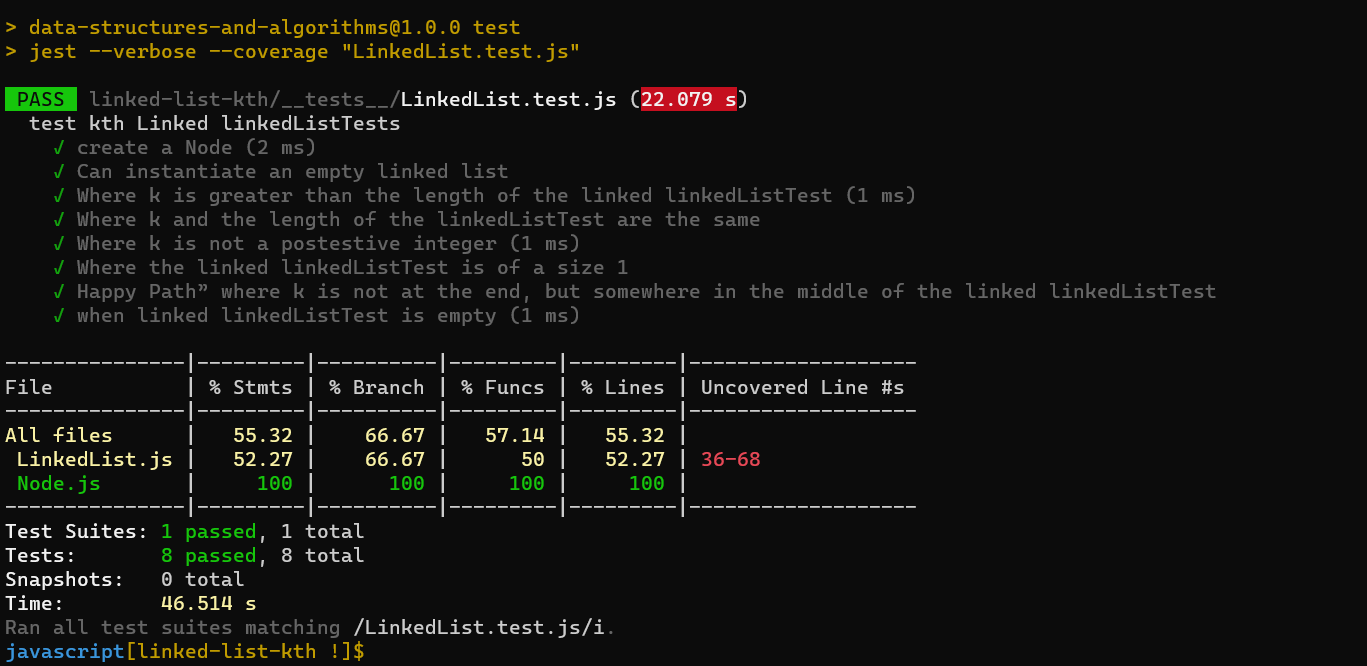 > data-structures-and-algorithms@1.0.0 test
> jest --verbose --coverage "LinkedList.test.js"
PASS linked-list-kth/__tests__/LinkedList.test.js (22.079 s)
test kth Linked linkedListTests
√ create a Node (2 ms)
√ Can instantiate an empty linked list
√ Where k is greater than the length of the linked linkedListTest (1 ms)
√ Where k and the length of the linkedListTest are the same
√ Where k is not a postestive integer (1 ms)
√ Where the linked linkedListTest is of a size 1
√ Happy Path” where k is not at the end, but somewhere in the middle of the linked linkedListTest
√ when linked linkedListTest is empty (1 ms)
---------------|---------|----------|---------|---------|-------------------
File | % Stmts | % Branch | % Funcs | % Lines | Uncovered Line #s
---------------|---------|----------|---------|---------|-------------------
All files | 55.32 | 66.67 | 57.14 | 55.32 |
LinkedList.js | 52.27 | 66.67 | 50 | 52.27 | 36-68
Node.js | 100 | 100 | 100 | 100 |
---------------|---------|----------|---------|---------|-------------------
Test Suites: 1 passed, 1 total
Tests: 8 passed, 8 total
Snapshots: 0 total
Time: 46.514 s
Ran all test suites matching /LinkedList.test.js/i.
javascript[linked-list-kth !]$